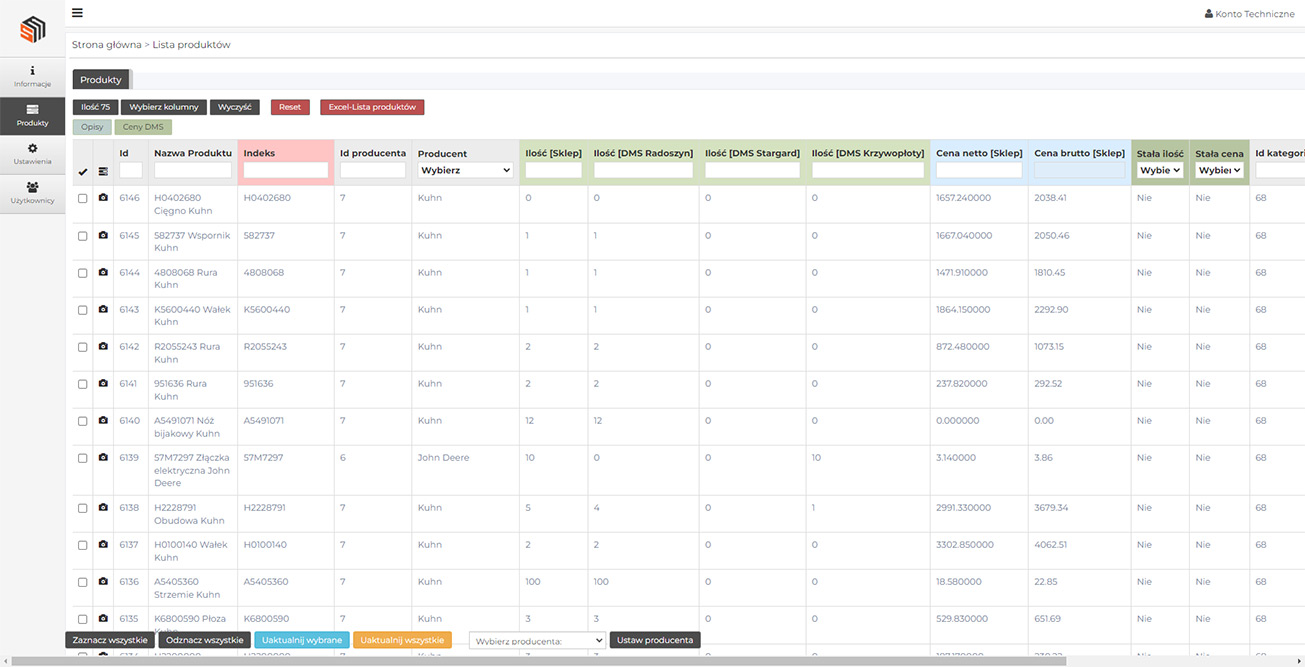 Konto Techniczne
Strona główna > Lista produktów
Informacje
Produkty
Ustawienia
Użytkownicy
Produkty
Ilość 75 Wybierz kolumny Wyczyść Reset Excel-Lista produktów
Opisy Ceny DMS
Id Nazwa Produktu Indeks Id producenta Producent Ilość [Sklep] Ilość [DMS Radoszyn] Ilość [DMS Stargard] Ilość [DMS Krzywopłoty] Cena netto [Sklep] Cena brutto [Sklep] Stała ilość Stała cena Id kategori
Wybierz Wybie Wybier
6146 H0402680 H0402680 7 Kuhn 0 0 0 0 1657.240000 2038.41 Nie Nie 68
Cięgno Kuhn
6145 582737 Wspornik 582737 7 Kuhn 1 1 0 0 1667.040000 2050.46 Nie Nie 68
Kuhn
6144 4808068 Rura 4808068 7 Kuhn 1 1 0 0 1471.910000 1810.45 Nie Nie 68
Kuhn
6143 K5600440 Wałek K5600440 7 Kuhn 1 1 0 0 1864.150000 2292.90 Nie Nie 68
Kuhn
6142 R2055243 Rura R2055243 7 Kuhn 2 2 0 0 872.480000 1073.15 Nie Nie 68
Kuhn
6141 951636 Rura 951636 7 Kuhn 2 2 0 0 237.820000 292.52 Nie Nie 68
Kuhn
6140 A5491071 Nóż A5491071 7 Kuhn 12 12 0 0 0.000000 0.00 Nie Nie 68
bijakowy Kuhn
6139 57M7297 Złączka 57M7297 6 John Deere 10 0 0 10 3.140000 3.86 Nie Nie 68
elektryczna John
Deere
6138 H2228791 H2228791 7 Kuhn 5 4 0 1 2991.330000 3679.34 Nie Nie 68
Obudowa Kuhn
6137 H0100140 Wałek H0100140 7 Kuhn 2 2 0 0 3302.850000 4062.51 Nie Nie 68
Kuhn
6136 A5405360 A5405360 7 Kuhn 100 100 0 0 18.580000 22.85 Nie Nie 68
Strzemie Kuhn
6135 K6800590 Płoza K6800590 7 Kuhn 3 3 0 0 529.830000 651.69 Nie Nie 68
Zaznacz wszystkie Odznacz wszystkie Uaktualnij wybrane Uaktualnij wszystkie Wybierz producenta: Ustaw producenta